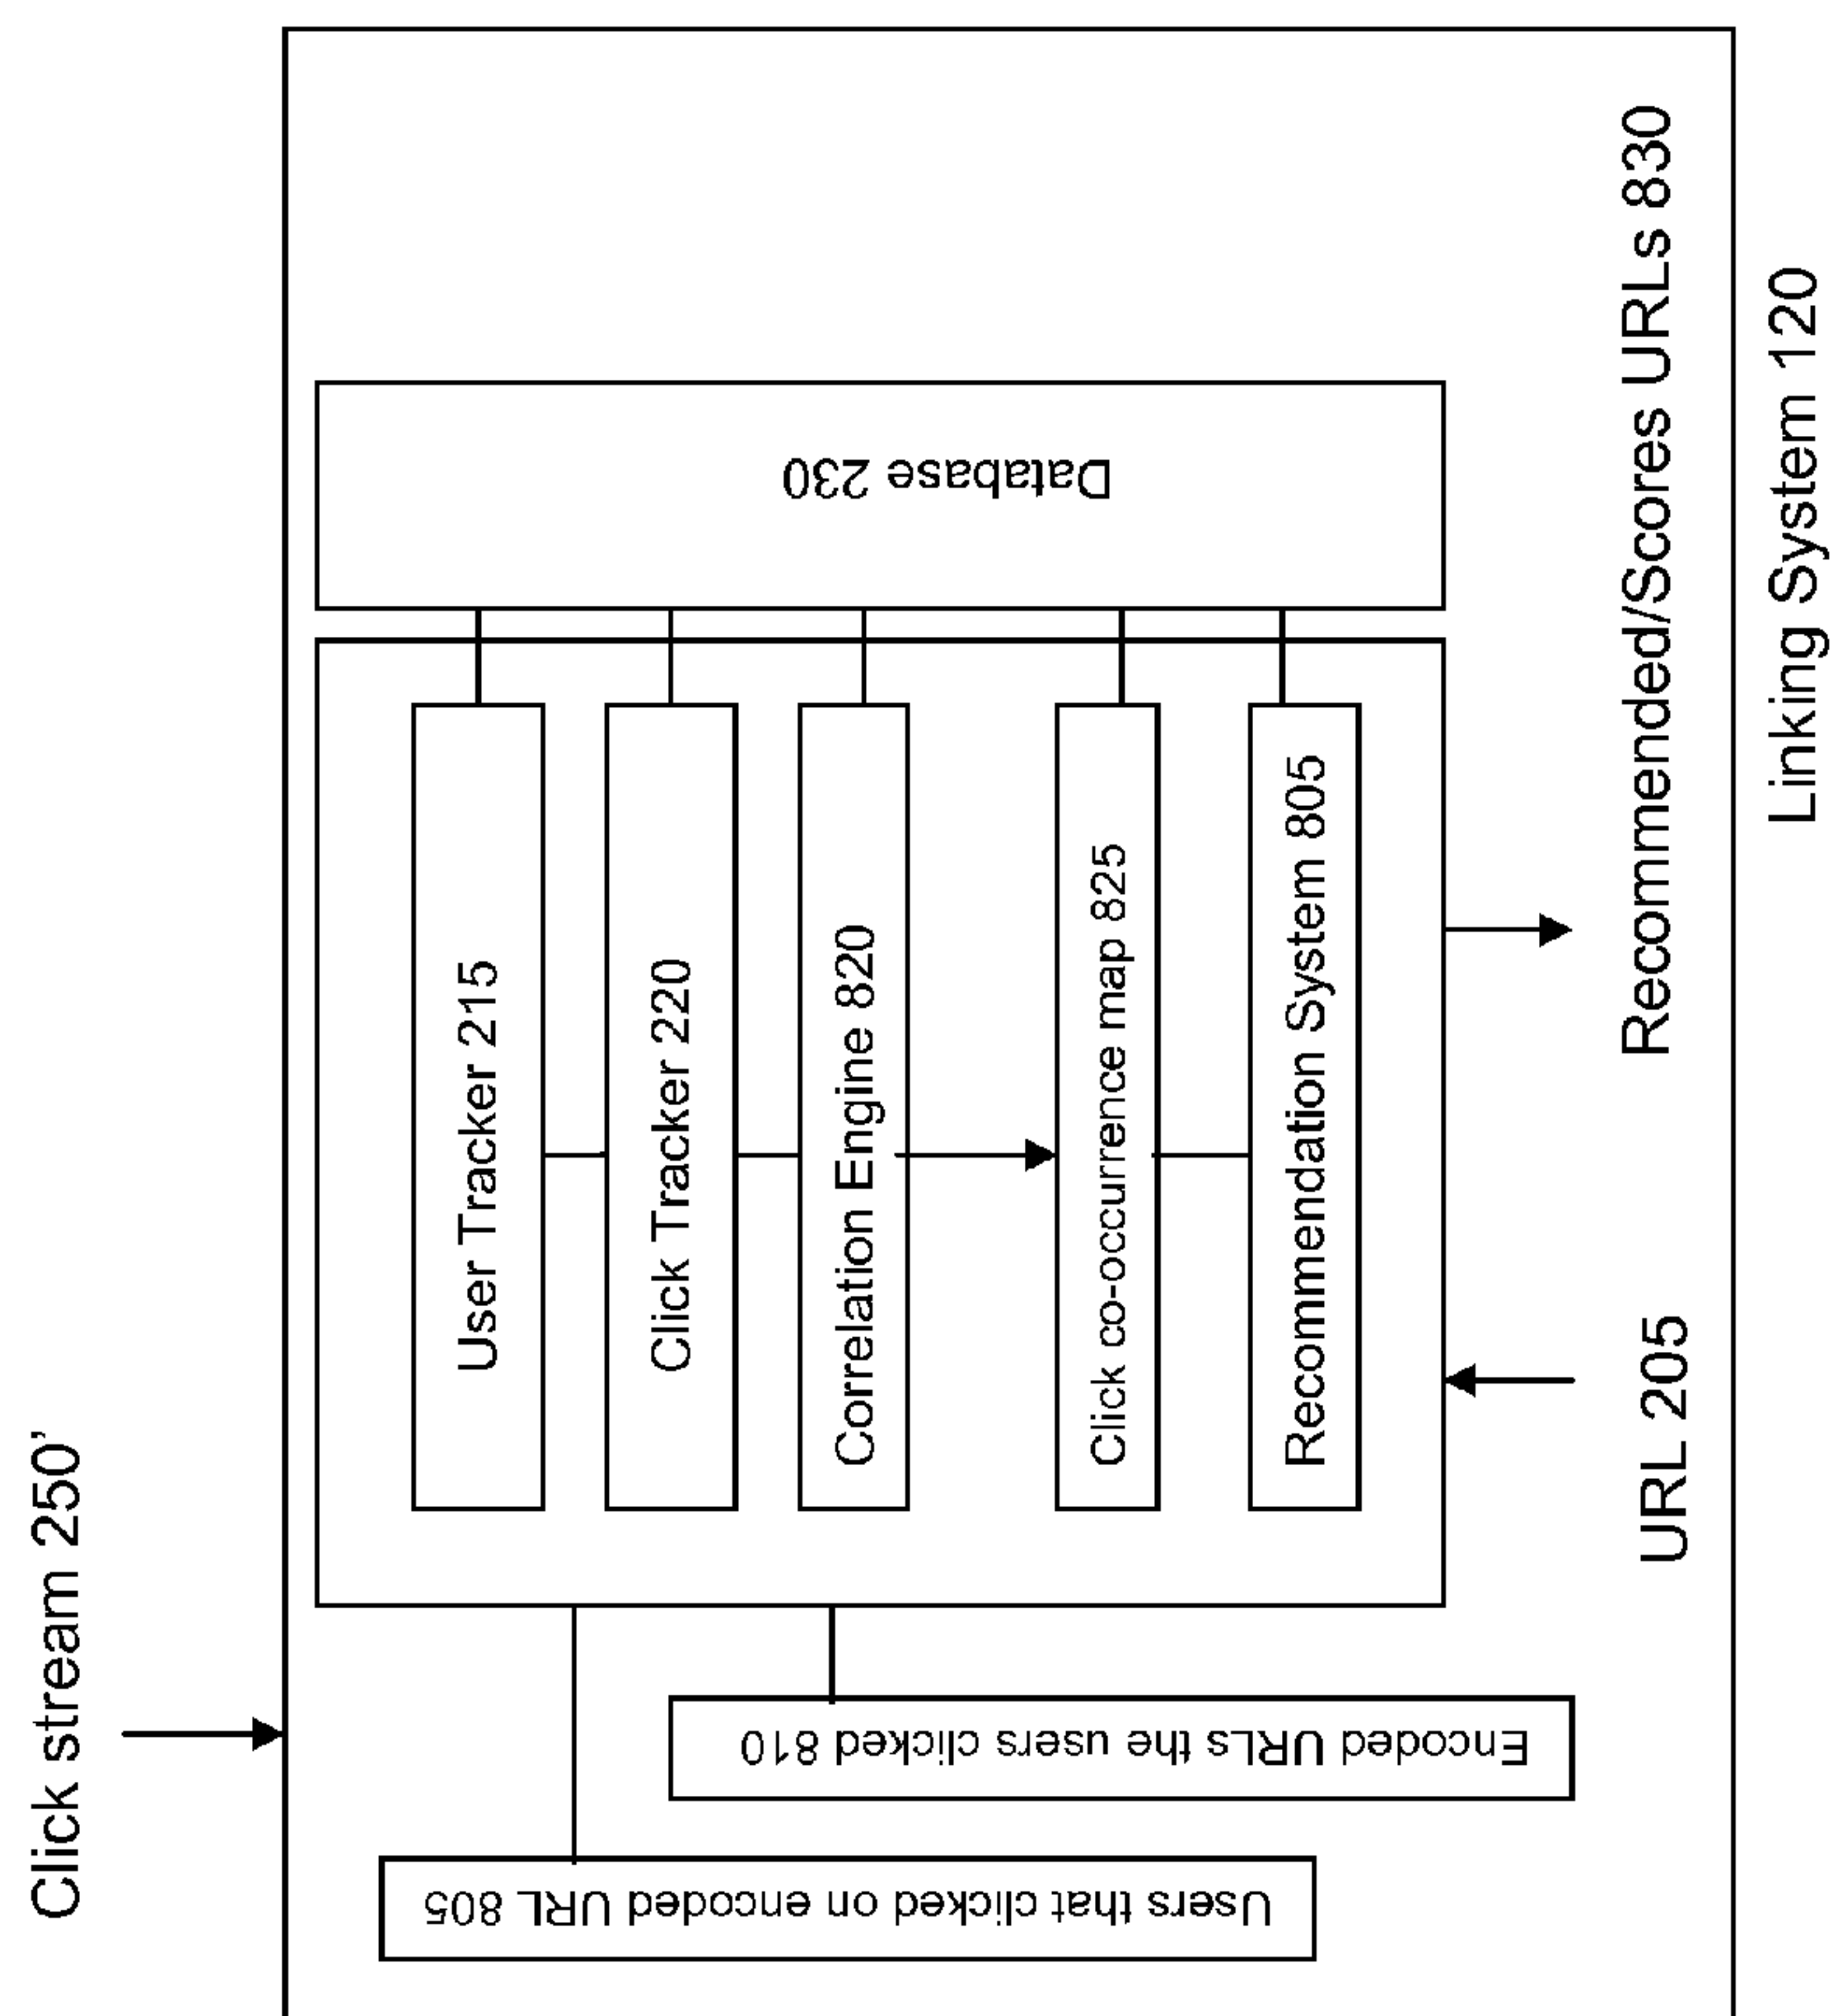 Click stream 250’
User Tracker 215
Click Tracker 220
Correlation Engine 820
Click co-occurrence map 825
Recommendation System 805
Database 230
Users that clicked on encoded URL 805
Encoded URLs the users clicked 810
URL 205
Recommended/Scores URLs 830
Linking System 120